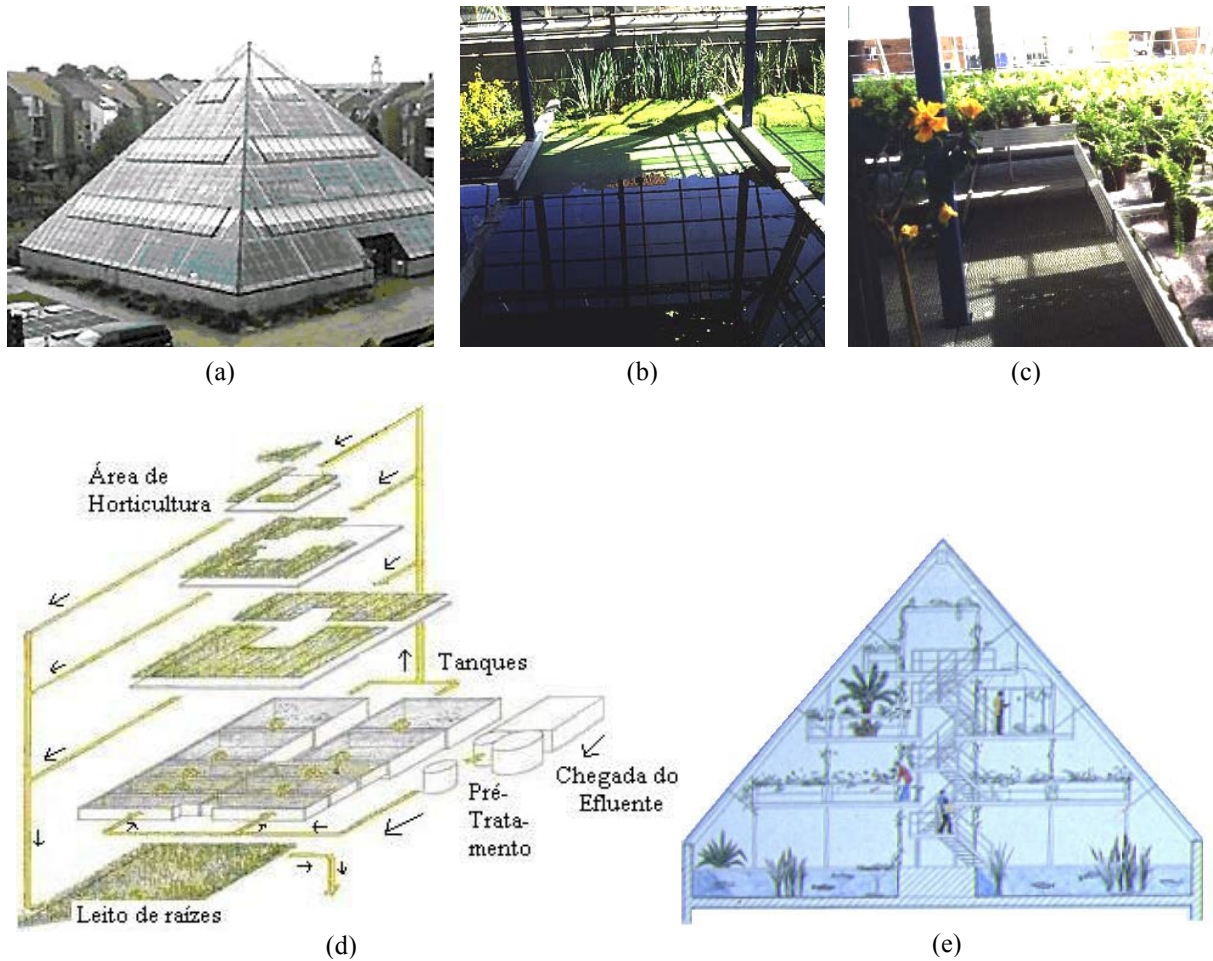 (a)
(b)
(c)
Área de
Horticultura
Tanques
Chegada do
Efluente
Pré-
Trata-
mento
Leito de raízes
(d)
(e)